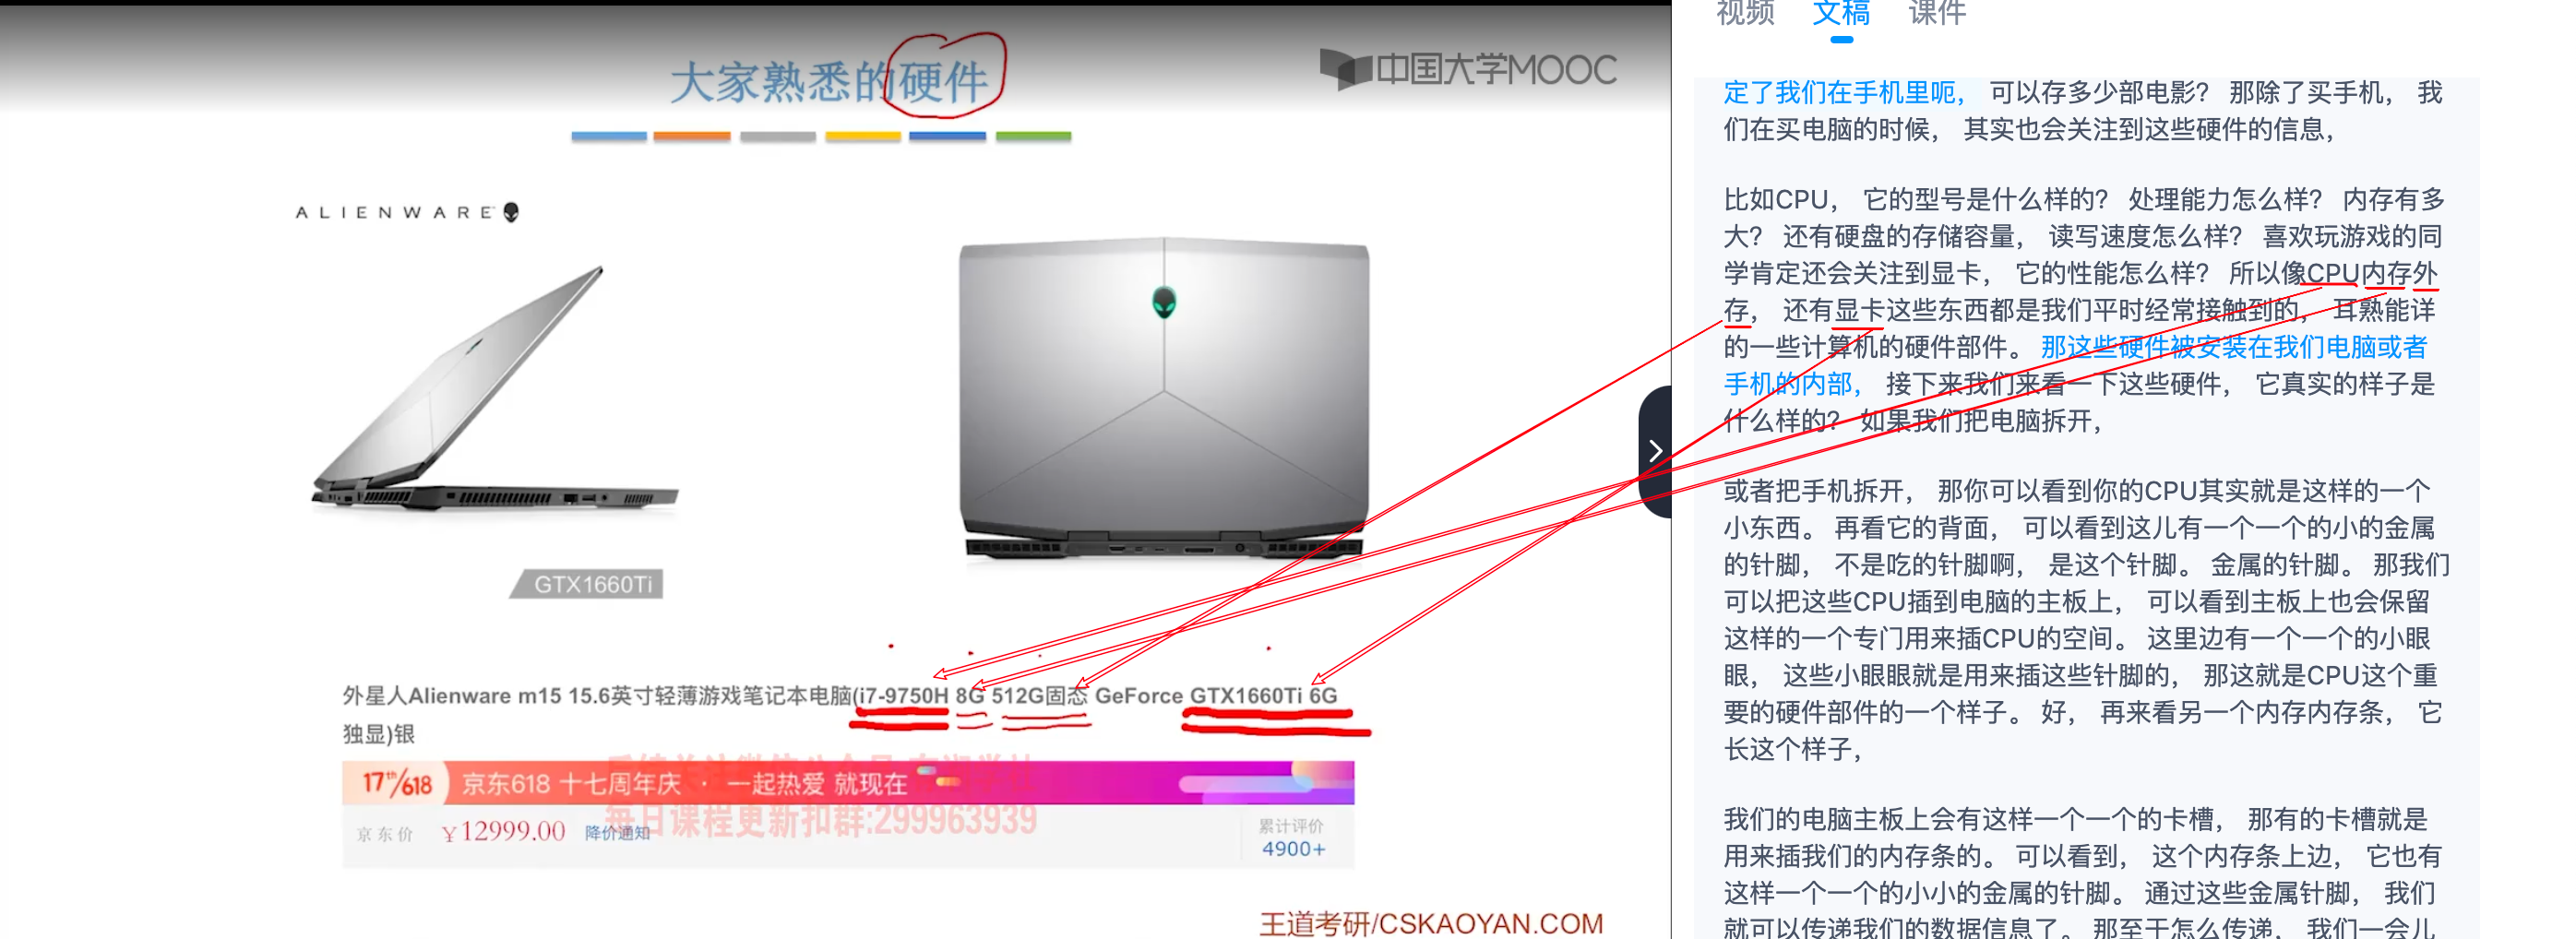 大家熟悉的硬件
中国大学MOOC
ALIENWARE
GTX1660Ti
外星人Alienware m15 15.6英寸轻薄游戏笔记本电脑(i7-9750H 8G 512G固态 GeForce GTX1660Ti 6G
独显)银
17th/618 京东618 十七周年庆 · 一起热爱 就现在
京东价 ¥12999.00 降价通知
累计评价
4900+
每日课程更新扣群:299963939
王道考研/CSKAOYAN.COM
视频 文稿 课件
定了我们在手机里呃， 可以存多少部电影？ 那除了买手机， 我
们在买电脑的时候， 其实也会关注到这些硬件的信息，
比如CPU， 它的型号是什么样的？ 处理能力怎么样？ 内存有多
大？ 还有硬盘的存储容量， 读写速度怎么样？ 喜欢玩游戏的同
学肯定还会关注到显卡， 它的性能怎么样？ 所以像CPU内存外
存， 还有显卡这些东西都是我们平时经常接触到的， 耳熟能详
的一些计算机的硬件部件。 那这些硬件被安装在我们电脑或者
手机的内部， 接下来我们来看一下这些硬件， 它真实的样子是
什么样的？ 如果我们把电脑拆开，
或者把手机拆开， 那你可以看到你的CPU其实就是这样的一个
小东西。 再看它的背面， 可以看到这儿有一个一个的小的金属
的针脚， 不是吃的针脚啊， 是这个针脚。 金属的针脚。 那我们
可以把这些CPU插到电脑的主板上， 可以看到主板上也会保留
这样的一个专门用来插CPU的空间。 这里边有一个一个的小眼
眼， 这些小眼眼就是用来插这些针脚的， 那这就是CPU这个重
要的硬件部件的一个样子。 好， 再来看另一个内存内存条， 它
长这个样子，
我们的电脑主板上会有这样一个一个的卡槽， 那有的卡槽就是
用来插我们的内存条的。 可以看到， 这个内存条上边， 它也有
这样一个一个的小小的金属的针脚。 通过这些金属针脚， 我们
就可以传递我们的数据信息了。 那至于怎么传递， 我们一会儿